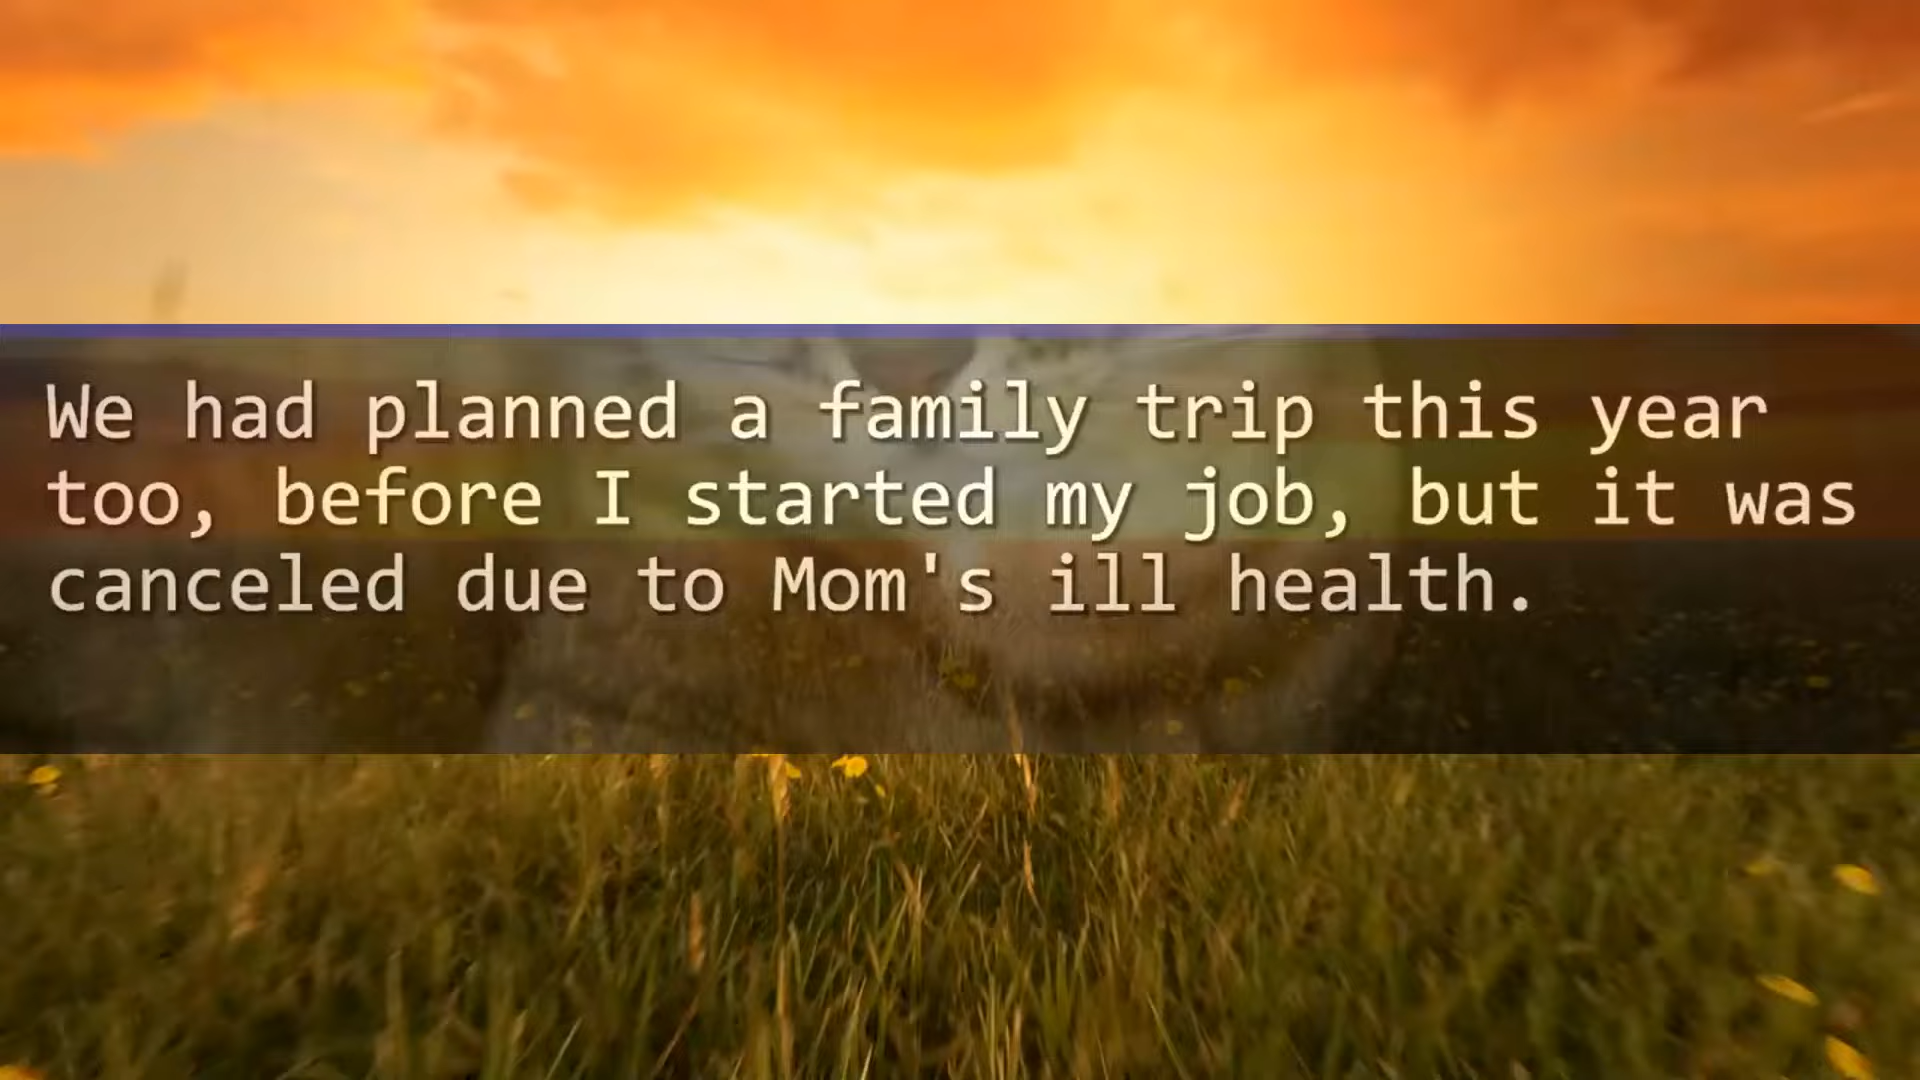 We had planned a family trip this year
too, before I started my job, but it was
canceled due to Mom's ill health.